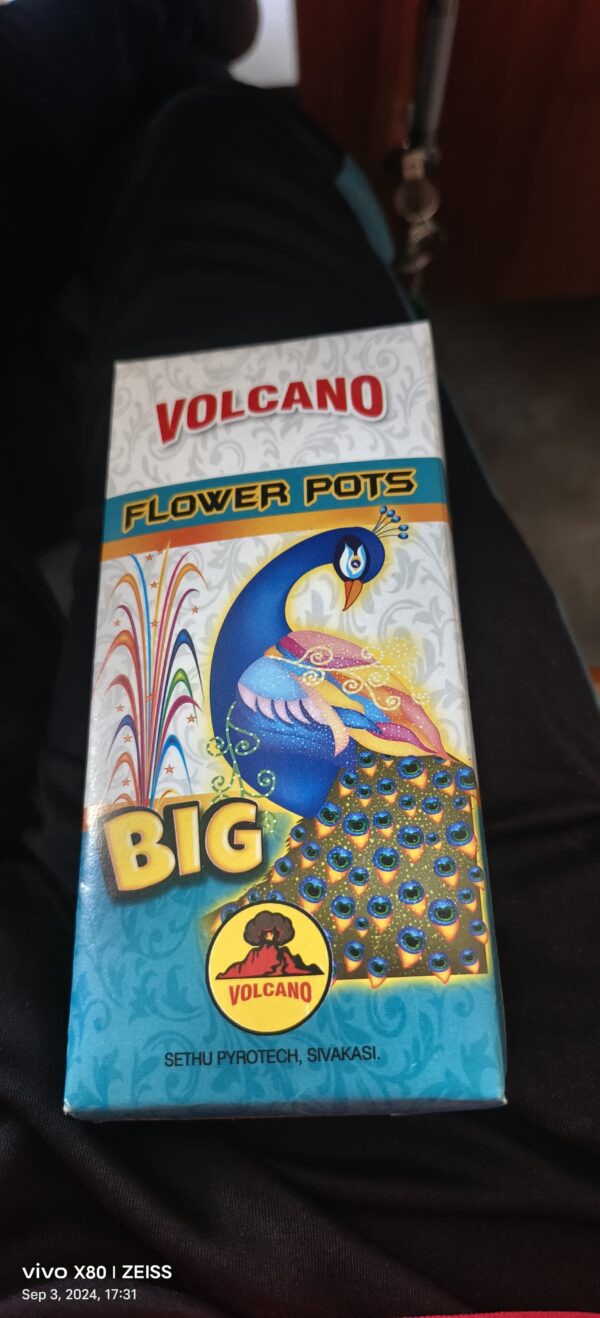 VOLCANO
FLOWER POTS
BIG
VOLCANO
SETHU PYROTECH, SIVAKASI.
vivo X80 | ZEISS
Sep 3, 2024, 17:31